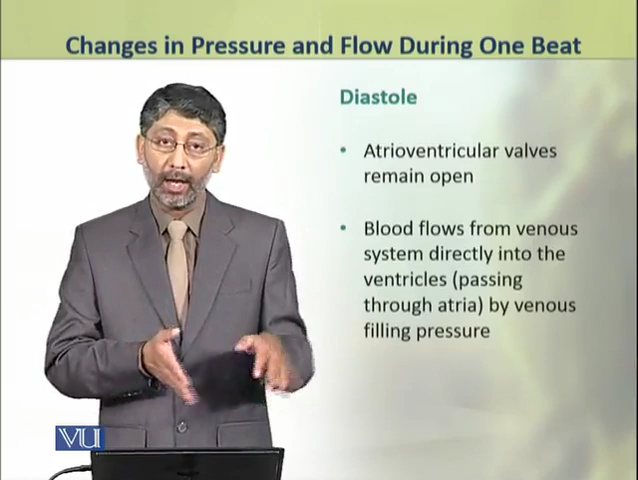 Changes in Pressure and Flow During One Beat
Diastole
• Atrioventricular valves
remain open
• Blood flows from venous
system directly into the
ventricles (passing
through atria) by venous
filling pressure
VU